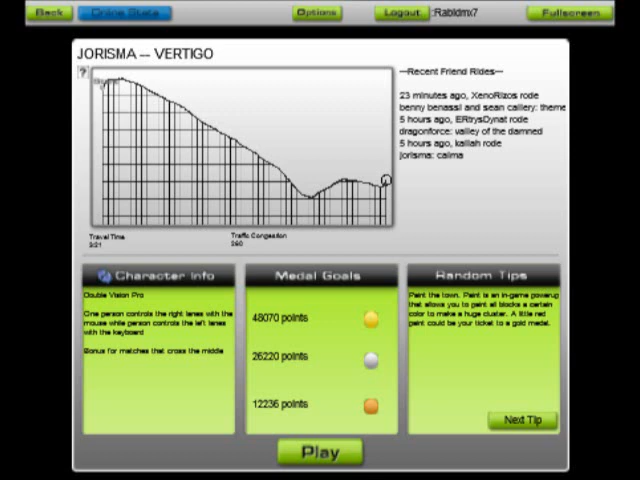 Back
Online Stats
Options
Logout
:Rabidmx7
Fullscreen
JORISMA -- VERTIGO
?
---Recent Friend Rides---
23 minutes ago, XenoRizos rode
benny benassi and sean callery: theme
5 hours ago, ERtrysDynat rode
dragonforce: valley of the damned
5 hours ago, kallah rode
jorisma: calma
Travel Time
3:21
Traffic Congestion
260
Character Info
Double Vision Pro
One person controls the right lanes with the
mouse while person controls the left lanes
with the keyboard
Bonus for matches that cross the middle
Medal Goals
48070 points
26220 points
12236 points
Random Tips
Paint the town. Paint is an in-game powerup
that allows you to paint all blocks a certain
color to make a huge cluster. A little red
paint could be your ticket to a gold medal.
Next Tip
Play